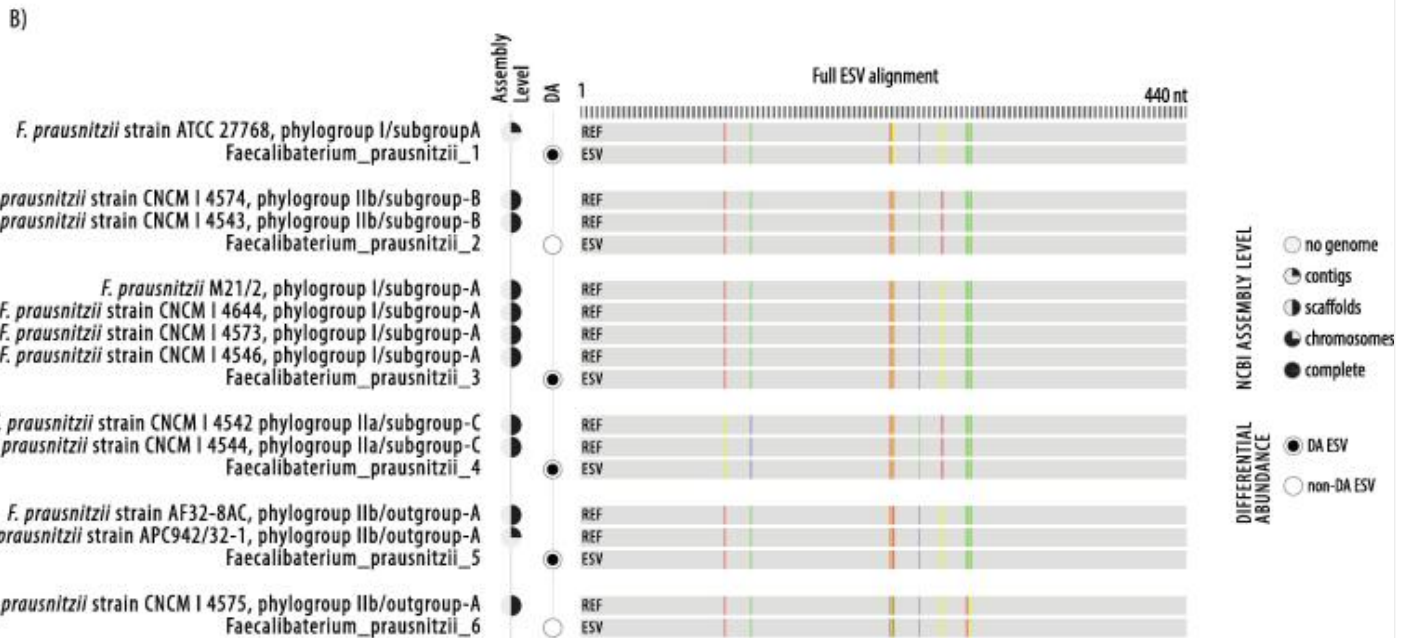 B)
Assembly Level
DA
Full ESV alignment
1
440 nt
F. prausnitzii strain ATCC 27768, phylogroup I/subgroupA
REF
Faecalibaterium_prausnitzii_1
ESV
prausnitzii strain CNCM I 4574, phylogroup IIb/subgroup-B
REF
prausnitzii strain CNCM I 4543, phylogroup IIb/subgroup-B
REF
Faecalibaterium_prausnitzii_2
ESV
F. prausnitzii M21/2, phylogroup I/subgroup-A
REF
F. prausnitzii strain CNCM I 4644, phylogroup I/subgroup-A
REF
F. prausnitzii strain CNCM I 4573, phylogroup I/subgroup-A
REF
F. prausnitzii strain CNCM I 4546, phylogroup I/subgroup-A
REF
Faecalibaterium_prausnitzii_3
ESV
prausnitzii strain CNCM I 4542 phylogroup IIa/subgroup-C
REF
prausnitzii strain CNCM I 4544, phylogroup IIa/subgroup-C
REF
Faecalibaterium_prausnitzii_4
ESV
F. prausnitzii strain AF32-8AC, phylogroup IIb/outgroup-A
REF
prausnitzii strain APC942/32-1, phylogroup IIb/outgroup-A
REF
Faecalibaterium_prausnitzii_5
ESV
prausnitzii strain CNCM I 4575, phylogroup IIb/outgroup-A
REF
Faecalibaterium_prausnitzii_6
ESV
NCBI ASSEMBLY LEVEL
no genome
contigs
scaffolds
chromosomes
complete
DIFFERENTIAL ABUNDANCE
DA ESV
non-DA ESV